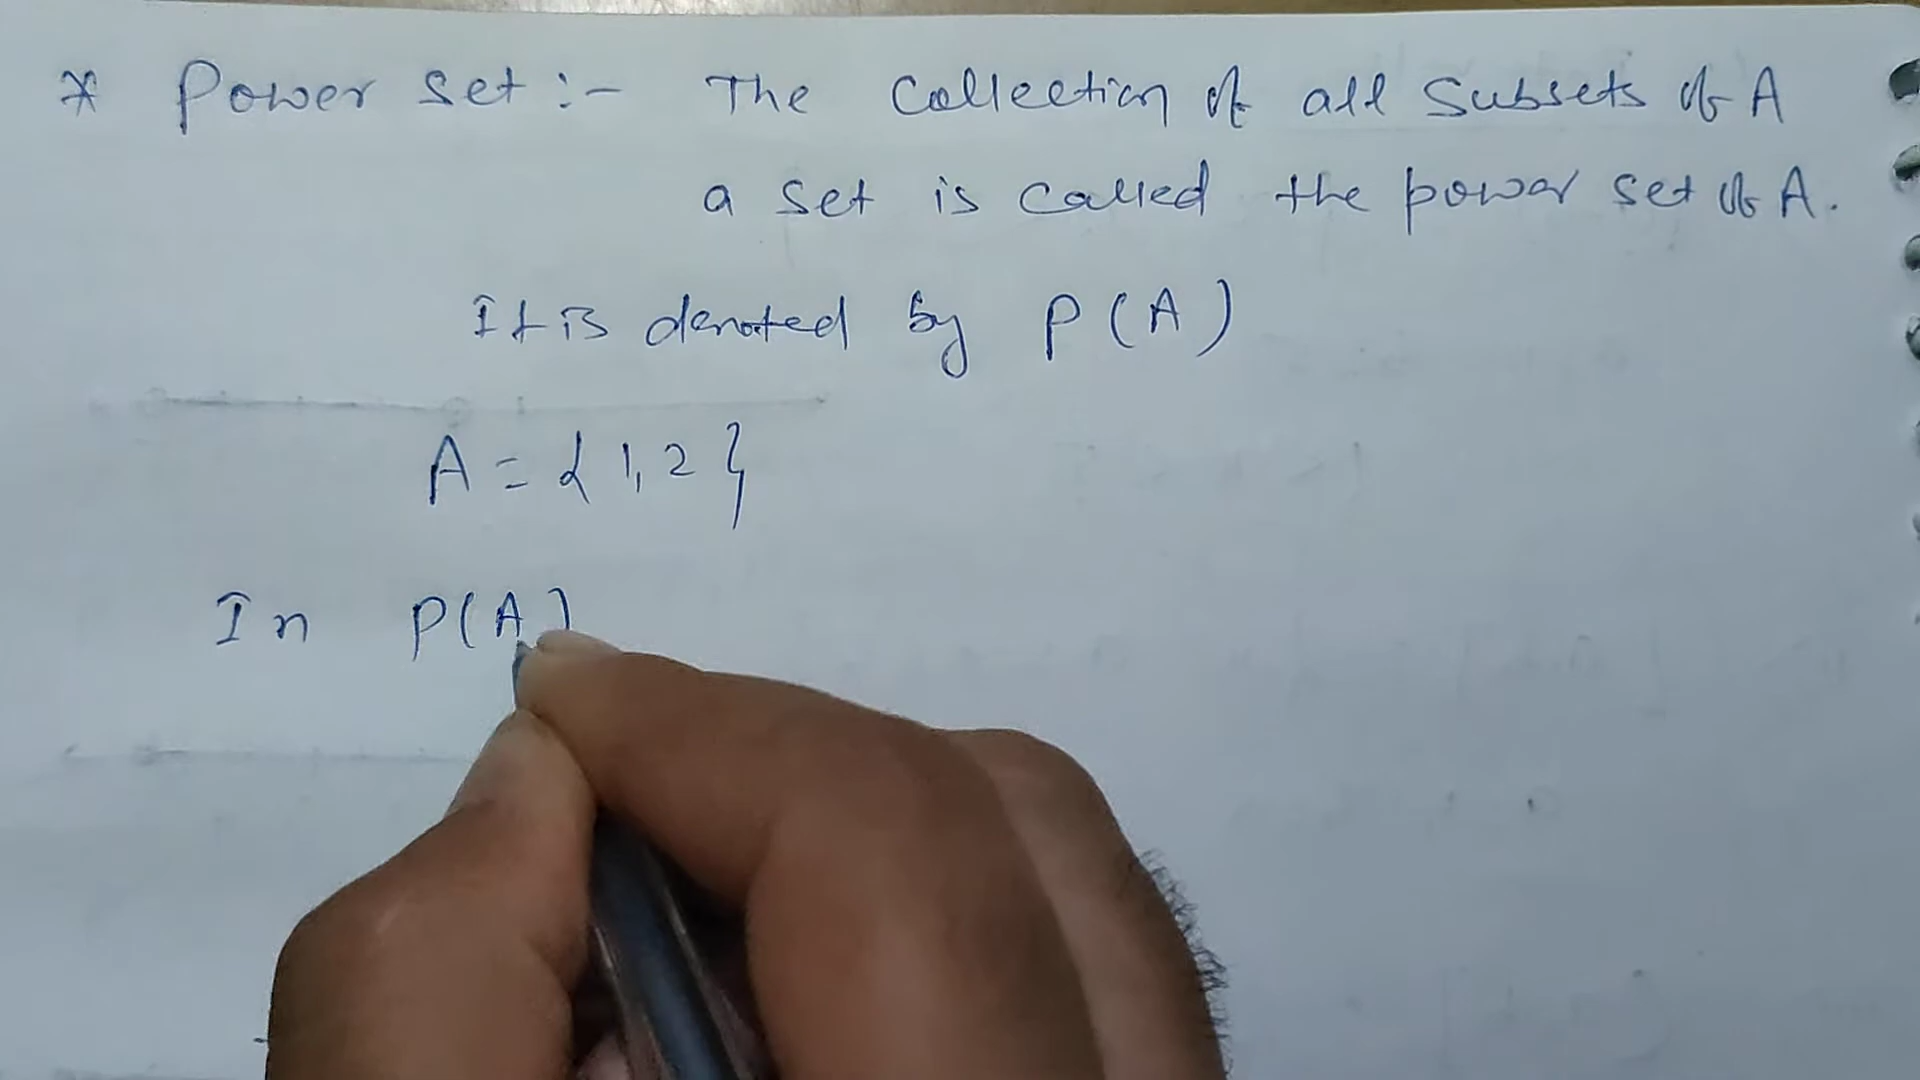 * Power set :- The Collection of all Subsets of A
a set is called the power set of A.
It is denoted by P(A)
A = { 1, 2 }
In P(A)